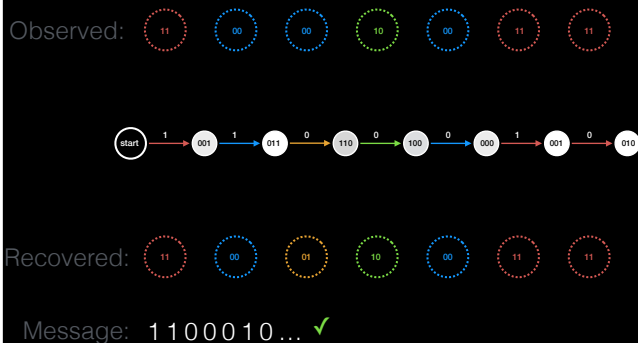 Observed: 11 00 00 10 00 11 11
1 1 0 0 0 1 0
start 001 011 110 100 000 001 010
Recovered: 11 00 01 10 00 11 11
Message: 1100010... ✓